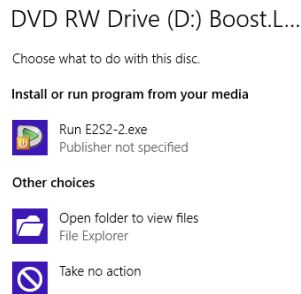 DVD RW Drive (D:) Boost.L...
Choose what to do with this disc.
Install or run program from your media
Run E2S2-2.exe
Publisher not specified
Other choices
Open folder to view files
File Explorer
Take no action